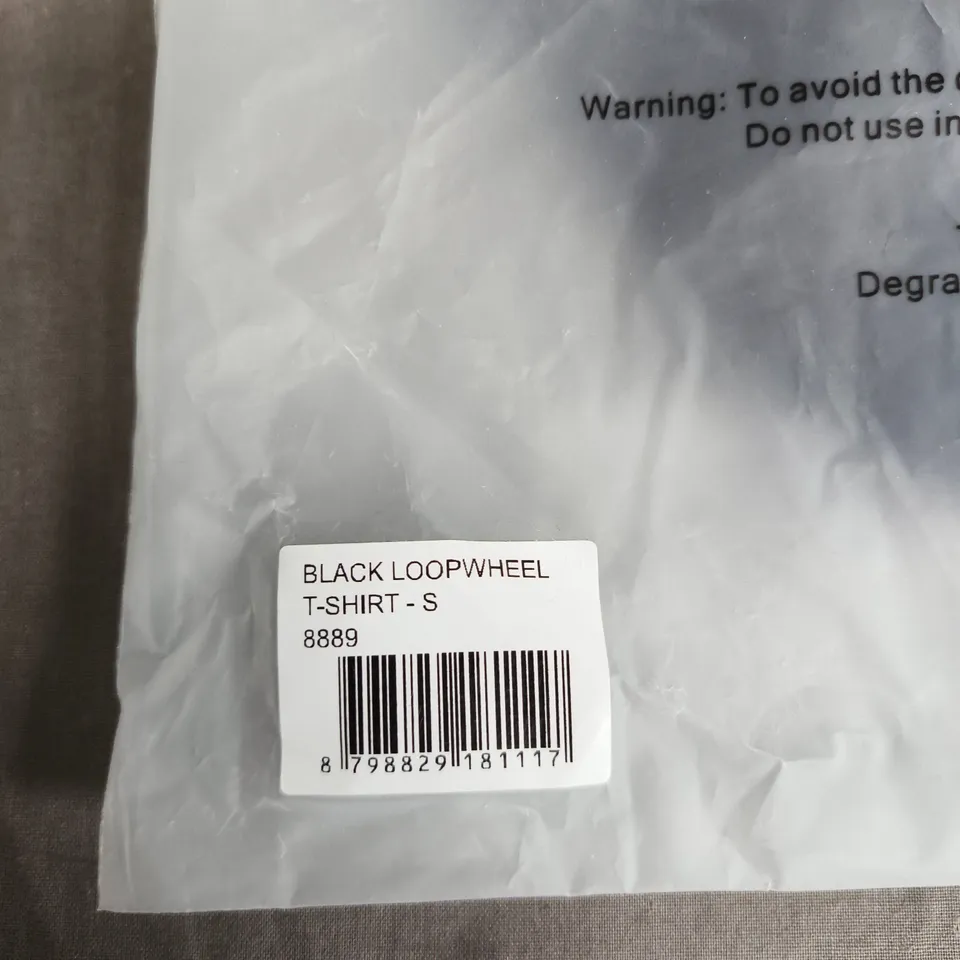 Warning: To avoid the
Do not use in
Degra
BLACK LOOPWHEEL
T-SHIRT - S
8889
8 798829 181117